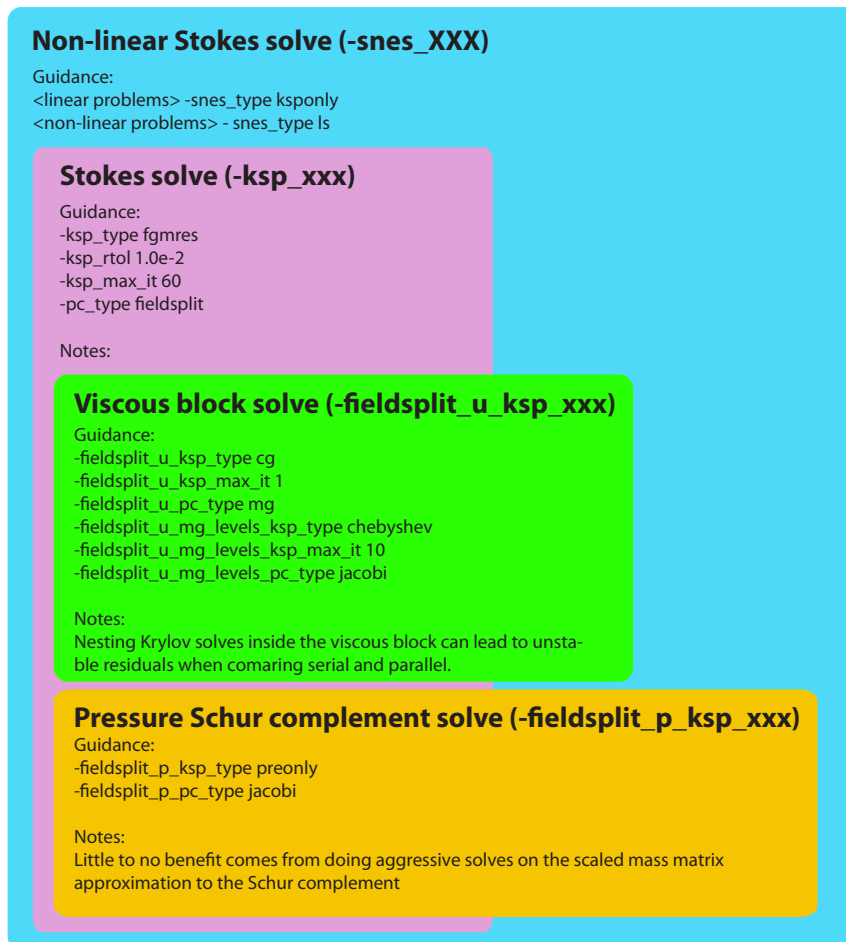 Non-linear Stokes solve (-snes_XXX)
Guidance:
<linear problems> -snes_type ksponly
<non-linear problems> - snes_type ls
Stokes solve (-ksp_xxx)
Guidance:
-ksp_type fgmres
-ksp_rtol 1.0e-2
-ksp_max_it 60
-pc_type fieldsplit
Notes:
Viscous block solve (-fieldsplit_u_ksp_xxx)
Guidance:
-fieldsplit_u_ksp_type cg
-fieldsplit_u_ksp_max_it 1
-fieldsplit_u_pc_type mg
-fieldsplit_u_mg_levels_ksp_type chebyshev
-fieldsplit_u_mg_levels_ksp_max_it 10
-fieldsplit_u_mg_levels_pc_type jacobi
Notes:
Nesting Krylov solves inside the viscous block can lead to unsta-
ble residuals when comaring serial and parallel.
Pressure Schur complement solve (-fieldsplit_p_ksp_xxx)
Guidance:
-fieldsplit_p_ksp_type preonly
-fieldsplit_p_pc_type jacobi
Notes:
Little to no benefit comes from doing aggressive solves on the scaled mass matrix
approximation to the Schur complement